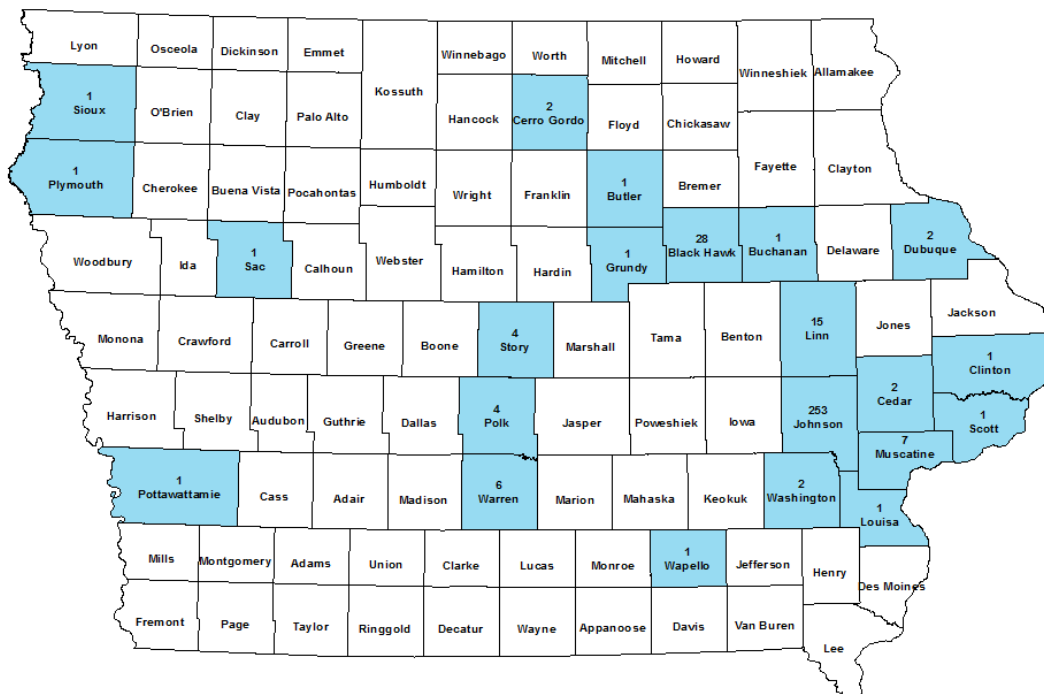 Lyon
Osceola
Dickinson
Emmet
Kossuth
Winnebago
Worth
Mitchell
Howard
Winneshiek
Allamakee
1
Sioux
O'Brien
Clay
Palo Alto
Hancock
2
Cerro Gordo
Floyd
Chickasaw
1
Plymouth
Cherokee
Buena Vista
Pocahontas
Humboldt
Wright
Franklin
1
Butler
Bremer
Fayette
Clayton
Woodbury
Ida
1
Sac
Calhoun
Webster
Hamilton
Hardin
1
Grundy
28
Black Hawk
1
Buchanan
Delaware
2
Dubuque
Monona
Crawford
Carroll
Greene
Boone
4
Story
Marshall
Tama
Benton
15
Linn
Jones
Jackson
Harrison
Shelby
Audubon
Guthrie
Dallas
4
Polk
Jasper
Poweshiek
Iowa
253
Johnson
2
Cedar
1
Clinton
1
Scott
7
Muscatine
1
Pottawattamie
Cass
Adair
Madison
6
Warren
Marion
Mahaska
Keokuk
2
Washington
1
Louisa
Mills
Montgomery
Adams
Union
Clarke
Lucas
Monroe
1
Wapello
Jefferson
Henry
Des Moines
Fremont
Page
Taylor
Ringgold
Decatur
Wayne
Appanoose
Davis
Van Buren
Lee